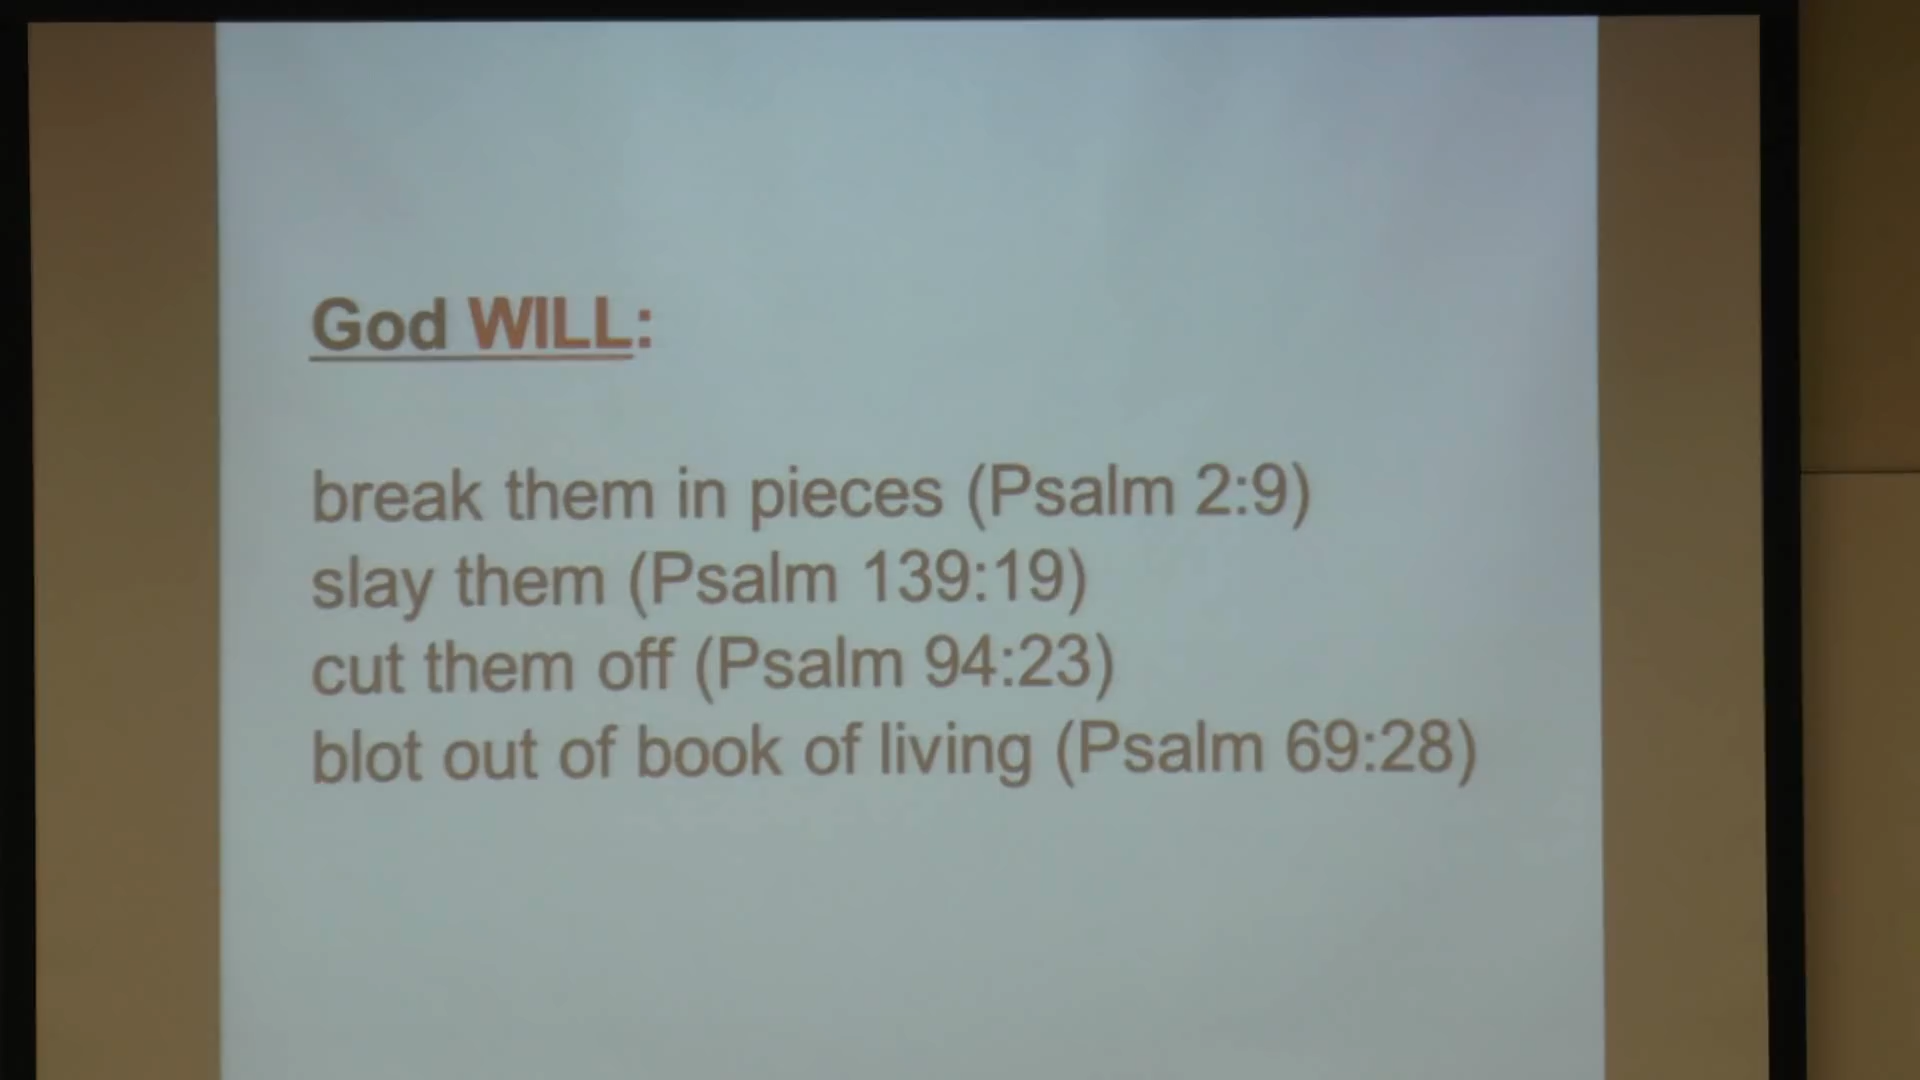 God WILL:
break them in pieces (Psalm 2:9)
slay them (Psalm 139:19)
cut them off (Psalm 94:23)
blot out of book of living (Psalm 69:28)